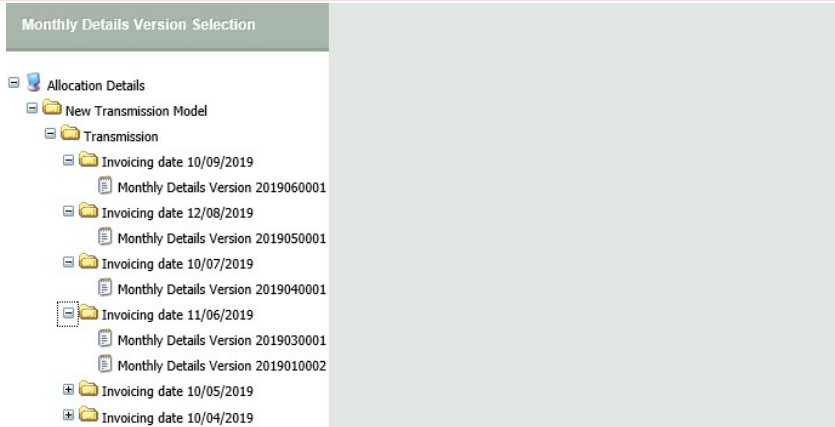 Monthly Details Version Selection
Allocation Details
New Transmission Model
Transmission
Invoicing date 10/09/2019
Monthly Details Version 2019060001
Invoicing date 12/08/2019
Monthly Details Version 2019050001
Invoicing date 10/07/2019
Monthly Details Version 2019040001
Invoicing date 11/06/2019
Monthly Details Version 2019030001
Monthly Details Version 2019010002
Invoicing date 10/05/2019
Invoicing date 10/04/2019